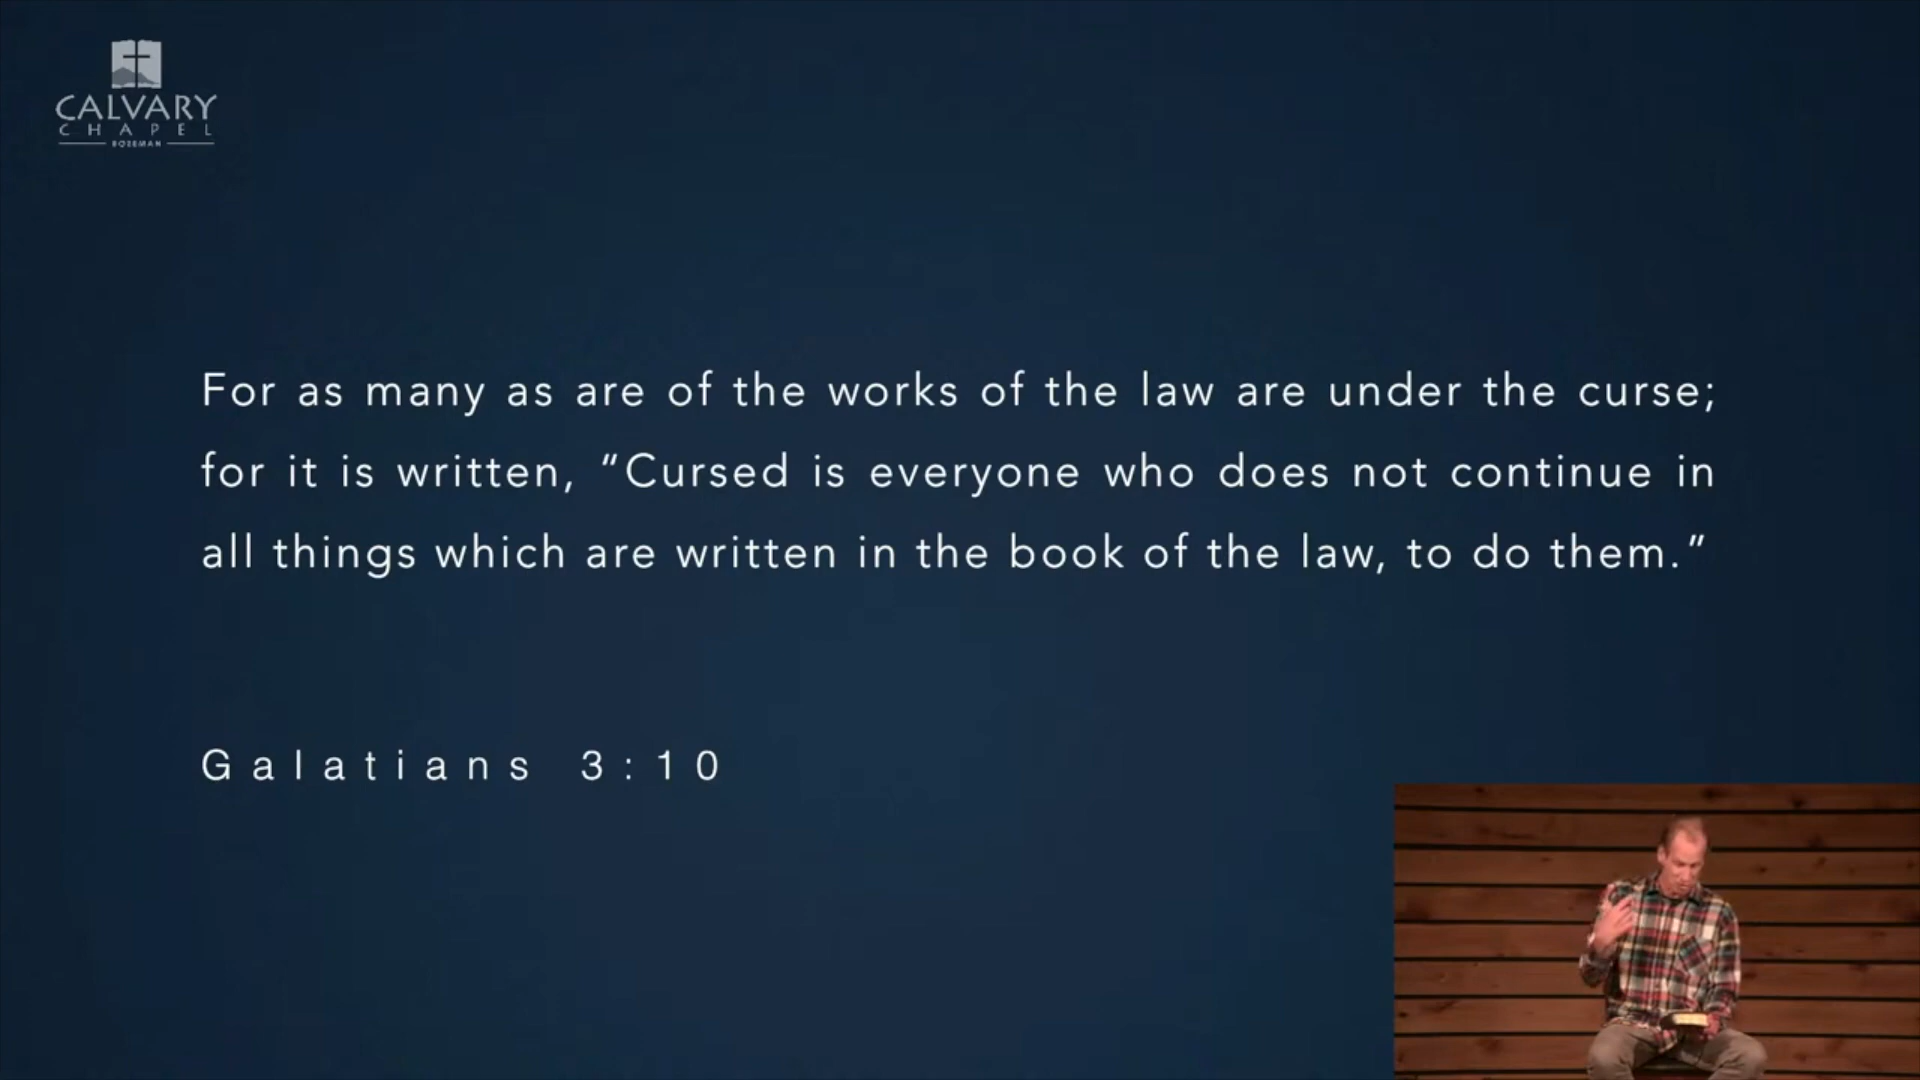 CALVARY
CHAPEL
BOZEMAN
For as many as are of the works of the law are under the curse;
for it is written, “Cursed is everyone who does not continue in
all things which are written in the book of the law, to do them.”
Galatians 3:10